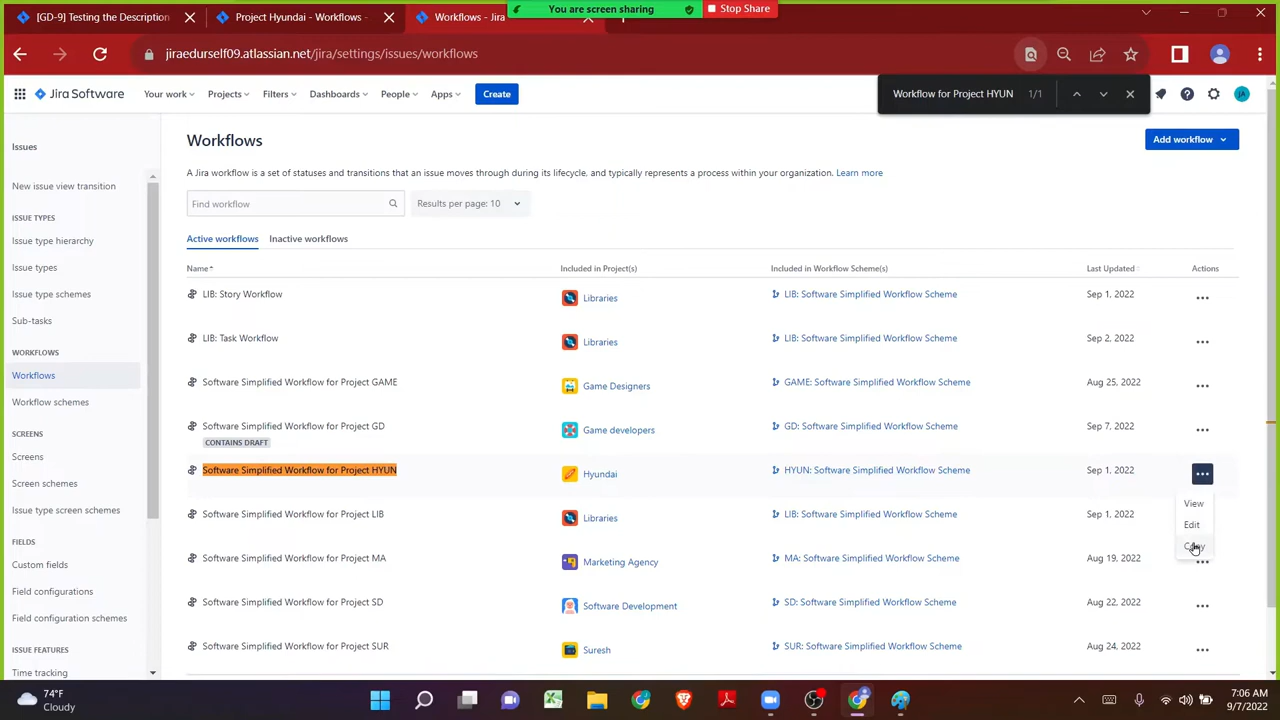 You are screen sharing
Stop Share
[GD-9] Testing the Description
Project Hyundai - Workflows -
Workflows - Jira
jiraedurself09.atlassian.net/jira/settings/issues/workflows
Jira Software
Your work
Projects
Filters
Dashboards
People
Apps
Create
Workflow for Project HYUN 1/1
Issues
New issue view transition
ISSUE TYPES
Issue type hierarchy
Issue types
Issue type schemes
Sub-tasks
WORKFLOWS
Workflows
Workflow schemes
SCREENS
Screens
Screen schemes
Issue type screen schemes
FIELDS
Custom fields
Field configurations
Field configuration schemes
ISSUE FEATURES
Time tracking
Workflows
Add workflow
A Jira workflow is a set of statuses and transitions that an issue moves through during its lifecycle, and typically represents a process within your organization. Learn more
Find workflow
Results per page: 10
Active workflows
Inactive workflows
Name Included in Project(s) Included in Workflow Scheme(s) Last Updated Actions
LIB: Story Workflow Libraries LIB: Software Simplified Workflow Scheme Sep 1, 2022
LIB: Task Workflow Libraries LIB: Software Simplified Workflow Scheme Sep 2, 2022
Software Simplified Workflow for Project GAME Game Designers GAME: Software Simplified Workflow Scheme Aug 25, 2022
Software Simplified Workflow for Project GD Game developers GD: Software Simplified Workflow Scheme Sep 7, 2022
CONTAINS DRAFT
Software Simplified Workflow for Project HYUN Hyundai HYUN: Software Simplified Workflow Scheme Sep 1, 2022
View
Edit
Software Simplified Workflow for Project LIB Libraries LIB: Software Simplified Workflow Scheme Sep 1, 2022
Software Simplified Workflow for Project MA Marketing Agency MA: Software Simplified Workflow Scheme Aug 19, 2022
Software Simplified Workflow for Project SD Software Development SD: Software Simplified Workflow Scheme Aug 22, 2022
Software Simplified Workflow for Project SUR Suresh SUR: Software Simplified Workflow Scheme Aug 24, 2022
74°F
Cloudy
7:06 AM
9/7/2022